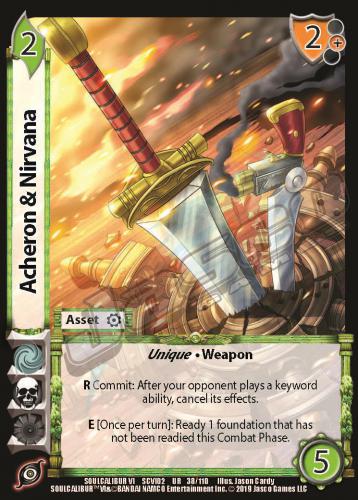 2
2
+
Acheron & Nirvana
Asset
Unique • Weapon
R Commit: After your opponent plays a keyword
ability, cancel its effects.
E [Once per turn]: Ready 1 foundation that has
not been readied this Combat Phase.
5
SOULCALIBUR VI SCVI02 UR 38/110 Illus. Jason Cardy
SOULCALIBUR™VI&©BANDAI NAMCO Entertainment Inc. © 2019 Jasco Games LLC